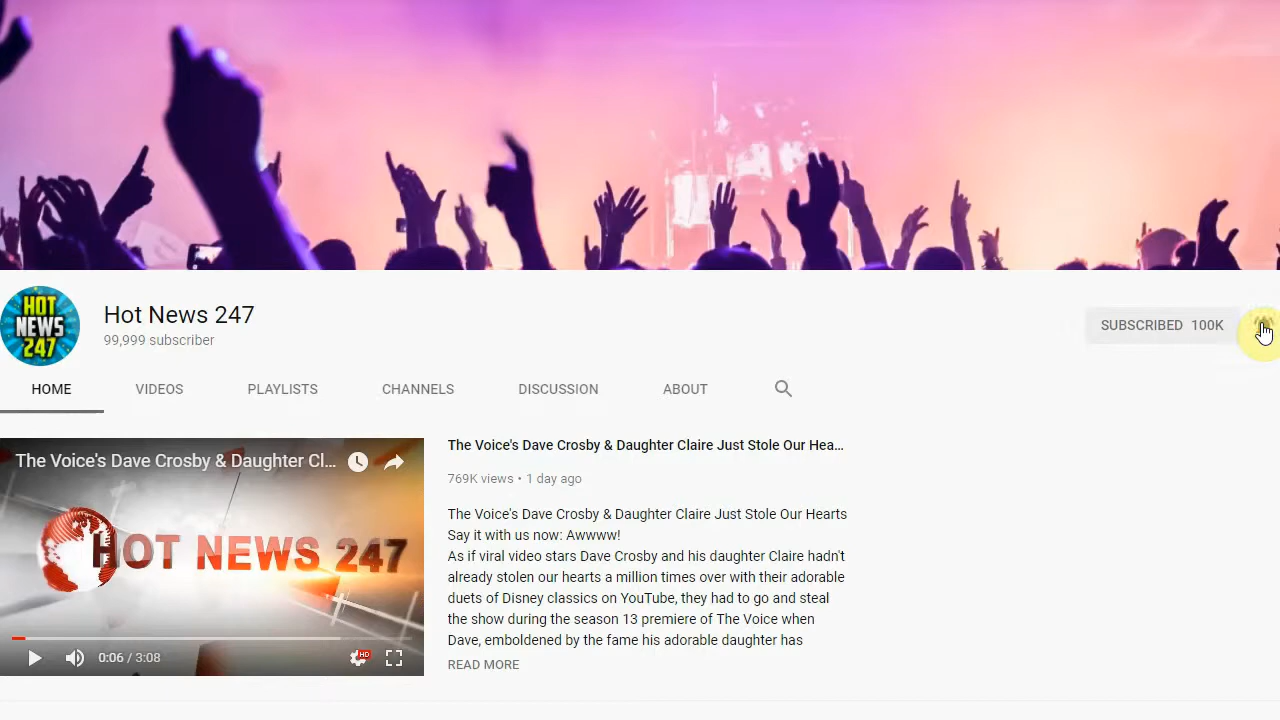 HOT
NEWS
247
Hot News 247
99,999 subscriber
SUBSCRIBED 100K
HOME VIDEOS PLAYLISTS CHANNELS DISCUSSION ABOUT
The Voice's Dave Crosby & Daughter Cl...
HOT NEWS 247
0:06 / 3:08
HD
The Voice's Dave Crosby & Daughter Claire Just Stole Our Hea...
769K views • 1 day ago
The Voice's Dave Crosby & Daughter Claire Just Stole Our Hearts
Say it with us now: Awwww!
As if viral video stars Dave Crosby and his daughter Claire hadn't
already stolen our hearts a million times over with their adorable
duets of Disney classics on YouTube, they had to go and steal
the show during the season 13 premiere of The Voice when
Dave, emboldened by the fame his adorable daughter has
READ MORE